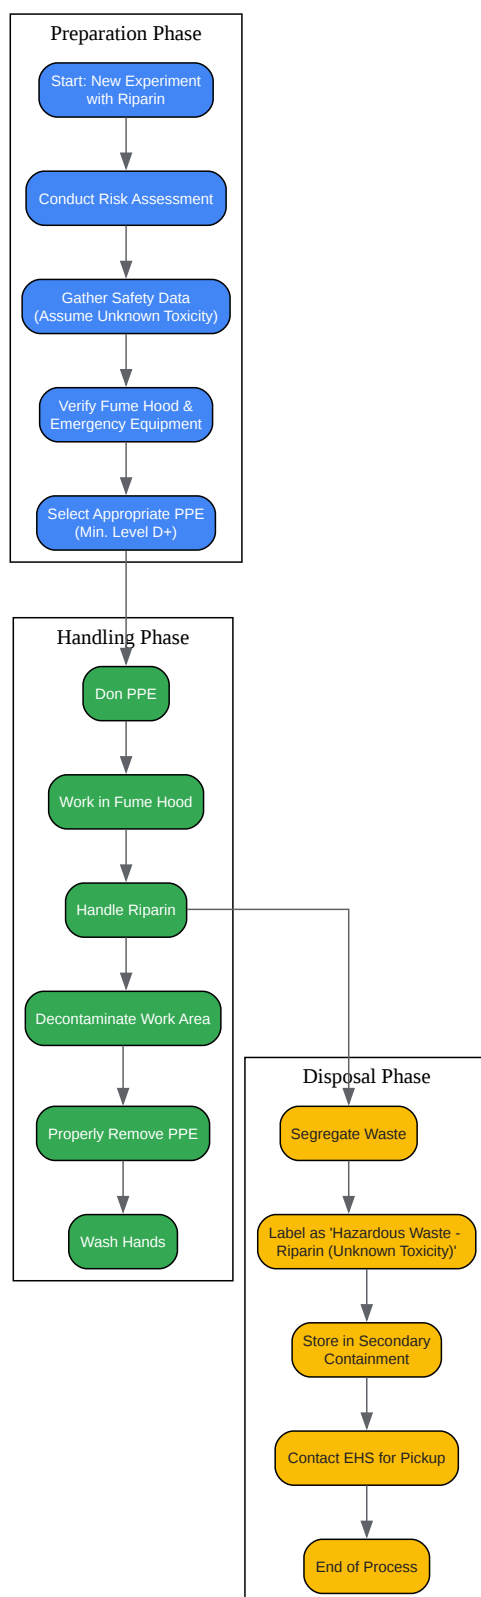 Preparation Phase
Start: New Experiment
with Riparin
Conduct Risk Assessment
Gather Safety Data
(Assume Unknown Toxicity)
Verify Fume Hood &
Emergency Equipment
Select Appropriate PPE
(Min. Level D+)
Handling Phase
Don PPE
Work in Fume Hood
Handle Riparin
Decontaminate Work Area
Properly Remove PPE
Wash Hands
Disposal Phase
Segregate Waste
Label as 'Hazardous Waste -
Riparin (Unknown Toxicity)'
Store in Secondary
Containment
Contact EHS for Pickup
End of Process